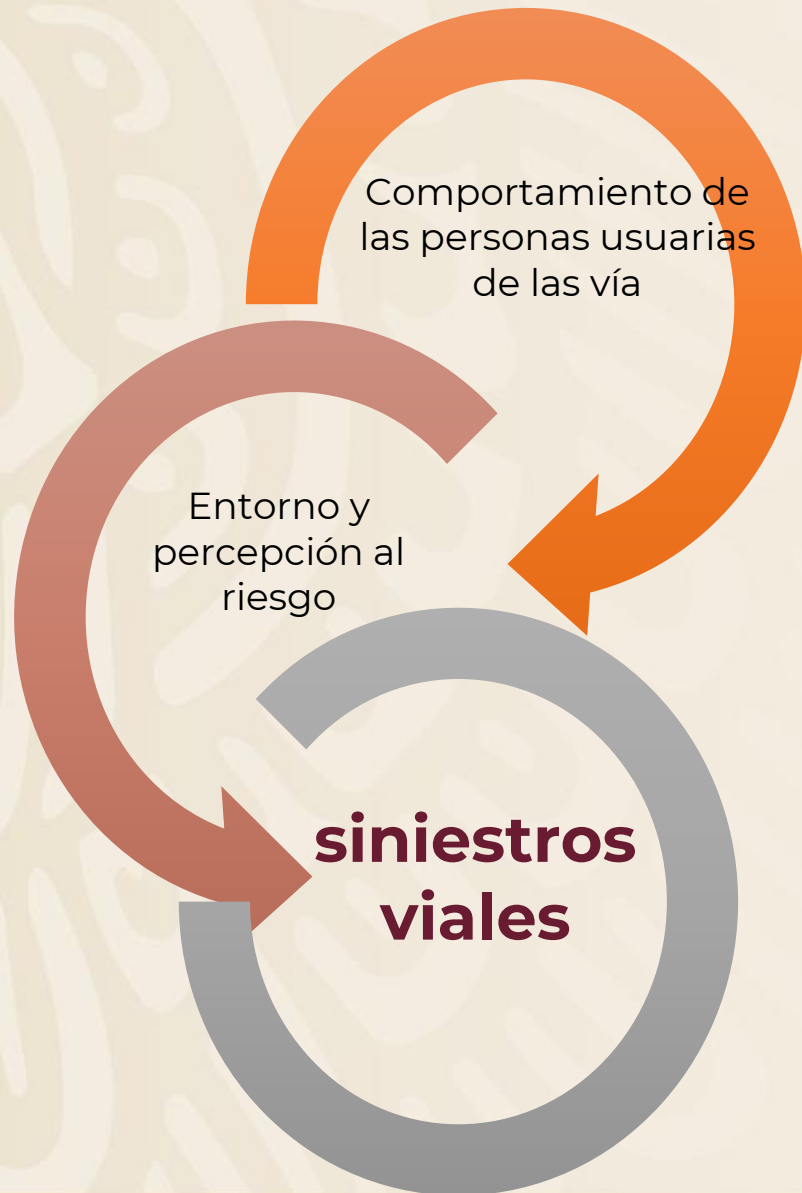 Comportamiento de
las personas usuarias
de las vía
Entorno y
percepción al
riesgo
siniestros
viales